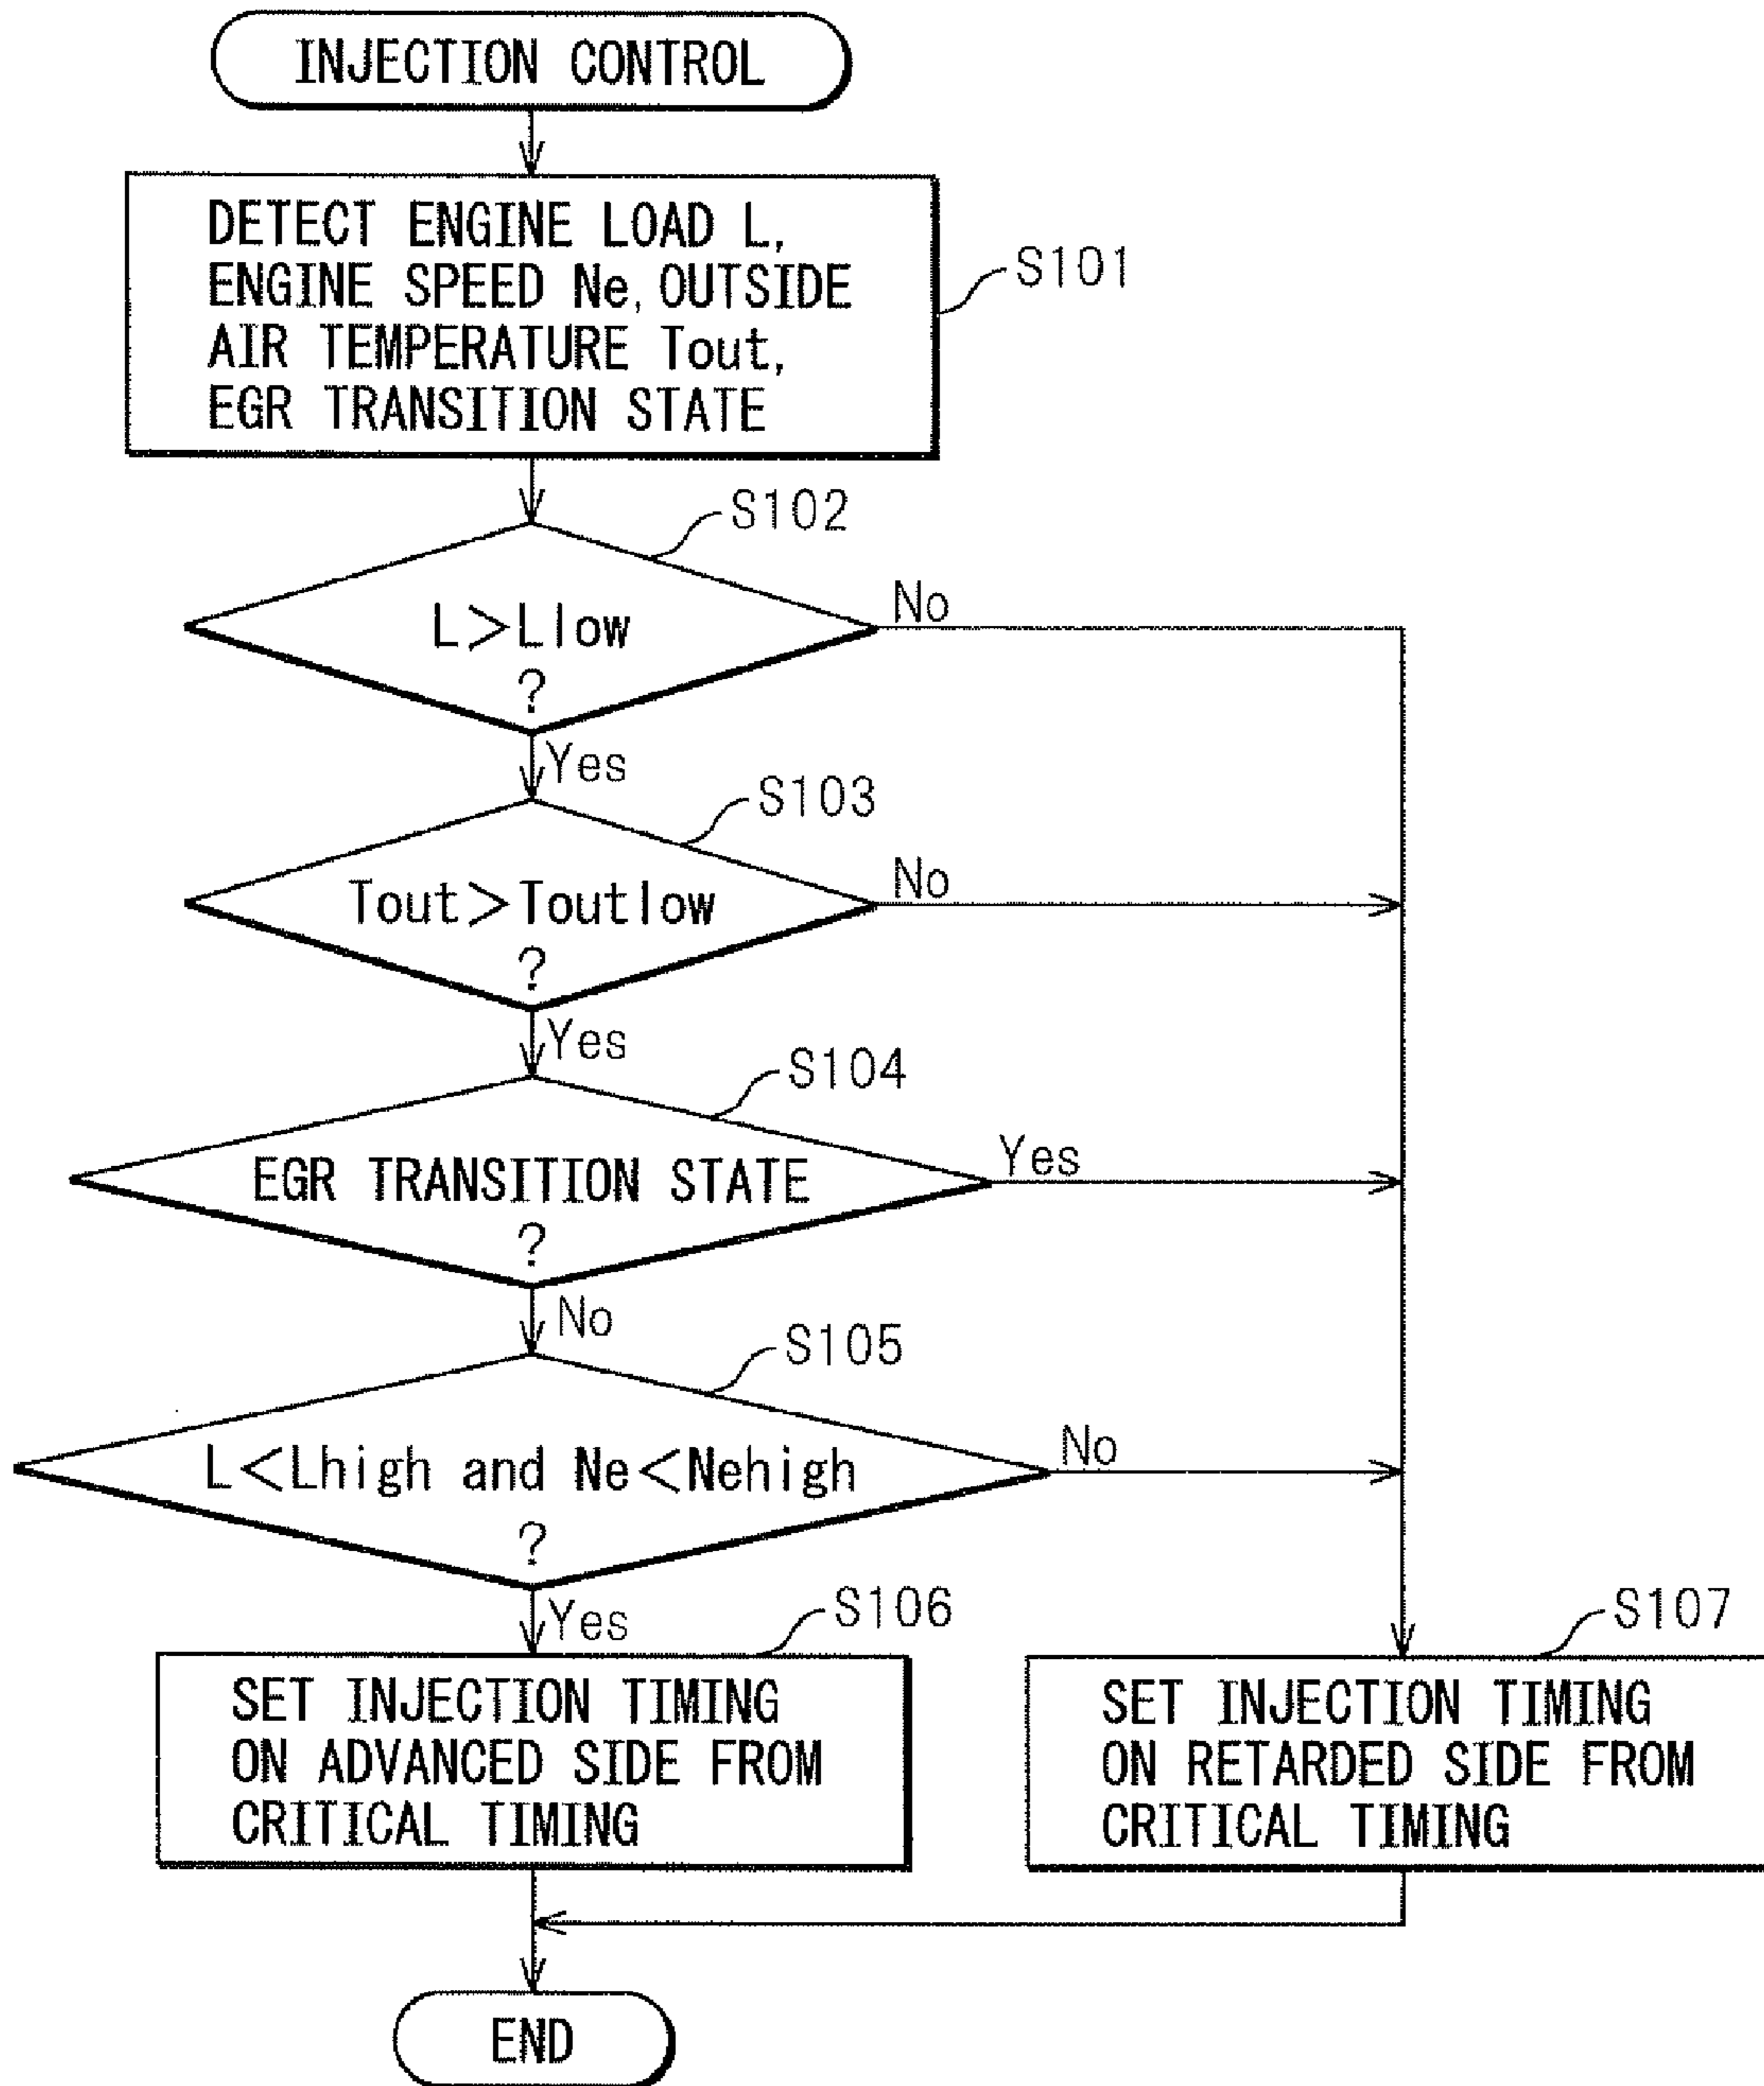 INJECTION CONTROL
DETECT ENGINE LOAD L,
ENGINE SPEED Ne, OUTSIDE
AIR TEMPERATURE Tout,
EGR TRANSITION STATE
S101
S102
L>Llow
?
No
Yes
S103
Tout>Toutlow
?
No
Yes
S104
EGR TRANSITION STATE
?
Yes
No
S105
L<Lhigh and Ne<Nehigh
?
No
Yes
S106
SET INJECTION TIMING
ON ADVANCED SIDE FROM
CRITICAL TIMING
S107
SET INJECTION TIMING
ON RETARDED SIDE FROM
CRITICAL TIMING
END